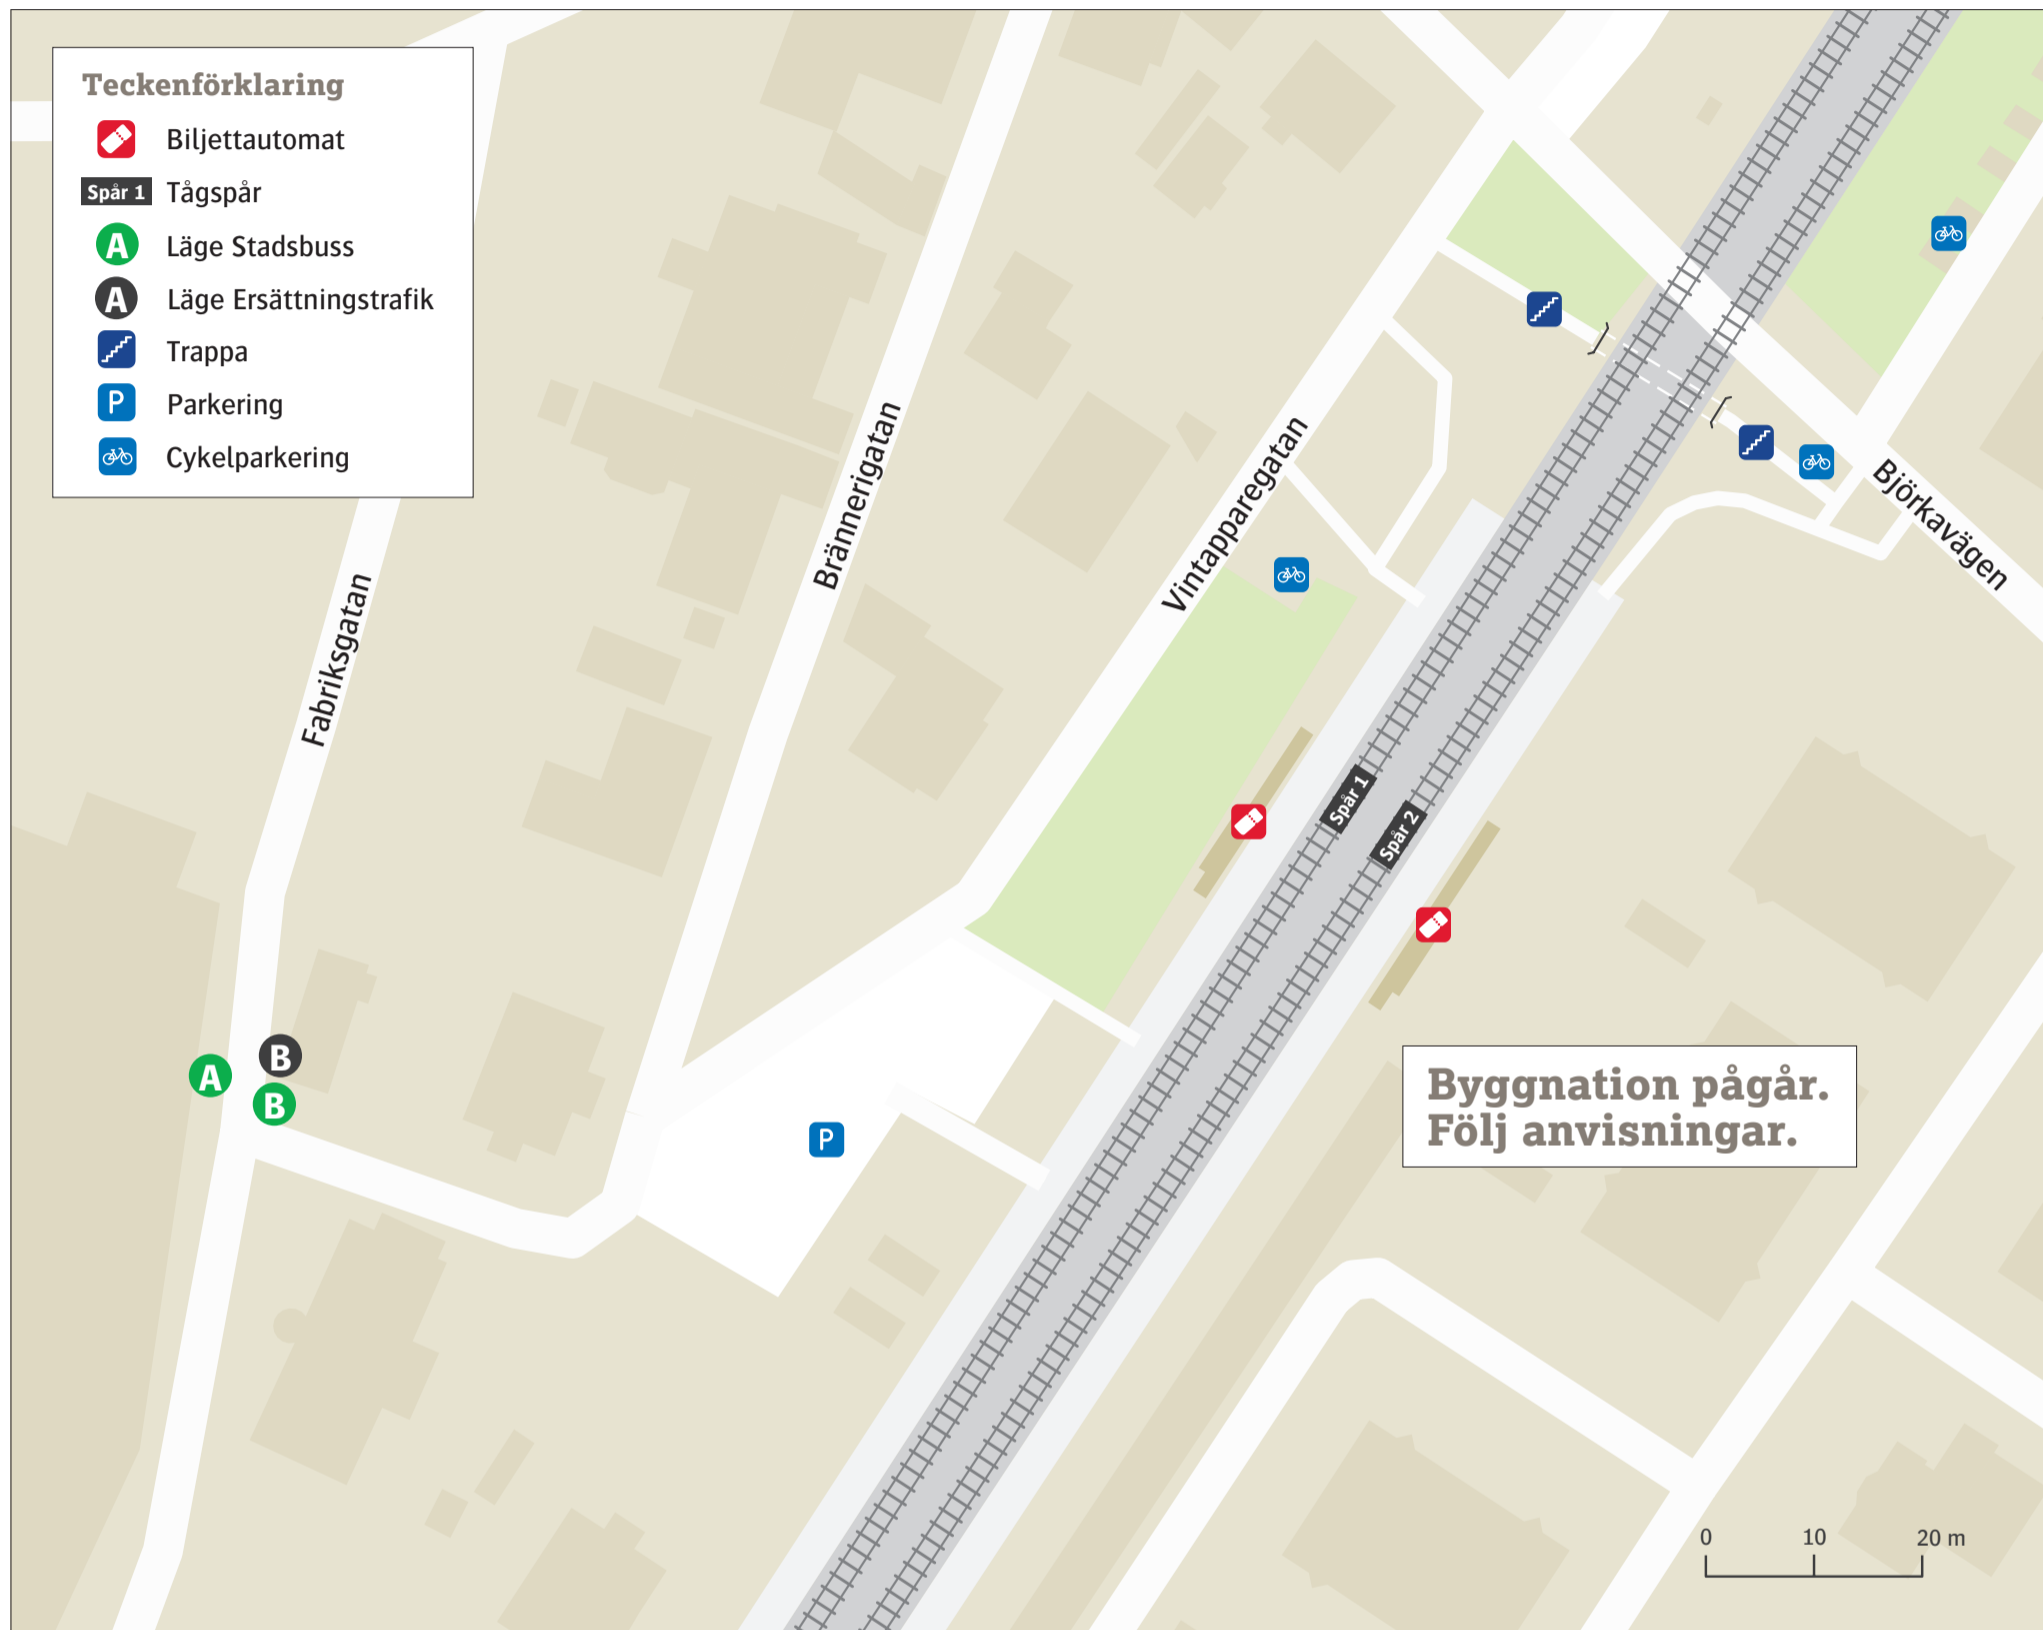 Teckenförklaring
Biljettautomat
Spår 1 Tågspår
A Läge Stadsbuss
A Läge Ersättningstrafik
Trappa
P Parkering
Cykelparkering
Fabriksgatan
Brännerigatan
Vintapparegatan
Björkavägen
Spår 1
Spår 2
A
B
B
P
Byggnation pågår.
Följ anvisningar.
0 10 20 m